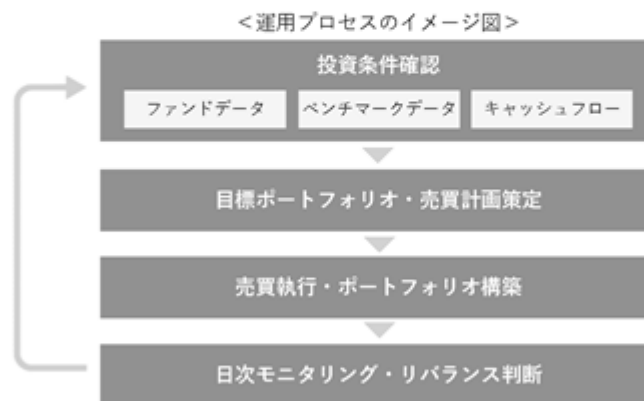 ＜運用プロセスのイメージ図＞
投資条件確認
ファンドデータ
ベンチマークデータ
キャッシュフロー
目標ポートフォリオ・売買計画策定
売買執行・ポートフォリオ構築
日次モニタリング・リバランス判断